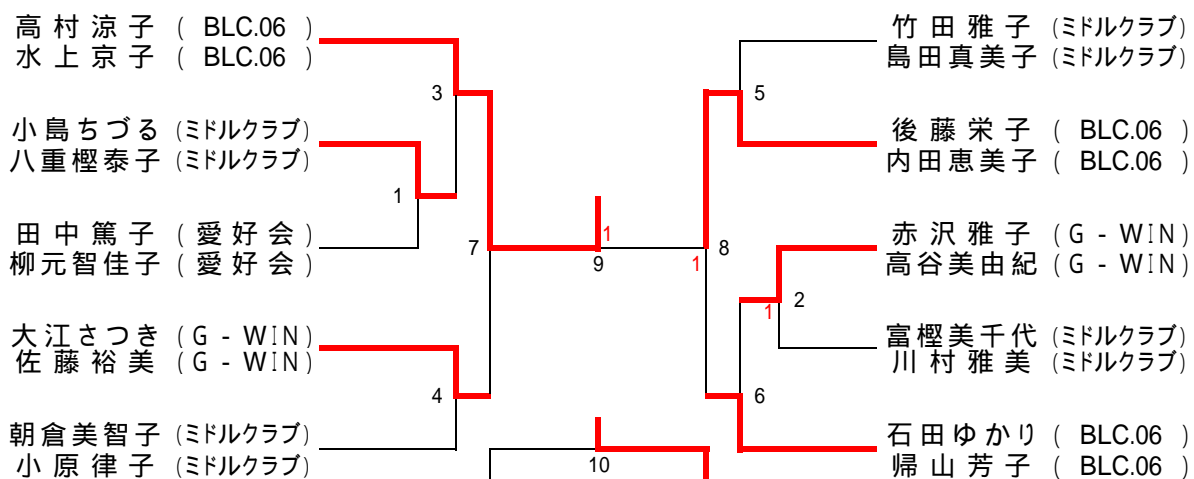 高村涼子 ( BLC.06 )
水上京子 ( BLC.06 )
3
小島ちづる (ミドルクラブ)
八重樫泰子 (ミドルクラブ)
1
田中篤子 (愛好会)
柳元智佳子 (愛好会)
7
大江さつき (G - WIN)
佐藤裕美 (G - WIN)
4
朝倉美智子 (ミドルクラブ)
小原律子 (ミドルクラブ)
1
9
10
竹田雅子 (ミドルクラブ)
島田真美子 (ミドルクラブ)
5
後藤栄子 ( BLC.06 )
内田恵美子 ( BLC.06 )
8
1
赤沢雅子 (G - WIN)
高谷美由紀 (G - WIN)
2
1
富樫美千代 (ミドルクラブ)
川村雅美 (ミドルクラブ)
6
石田ゆかり ( BLC.06 )
帰山芳子 ( BLC.06 )